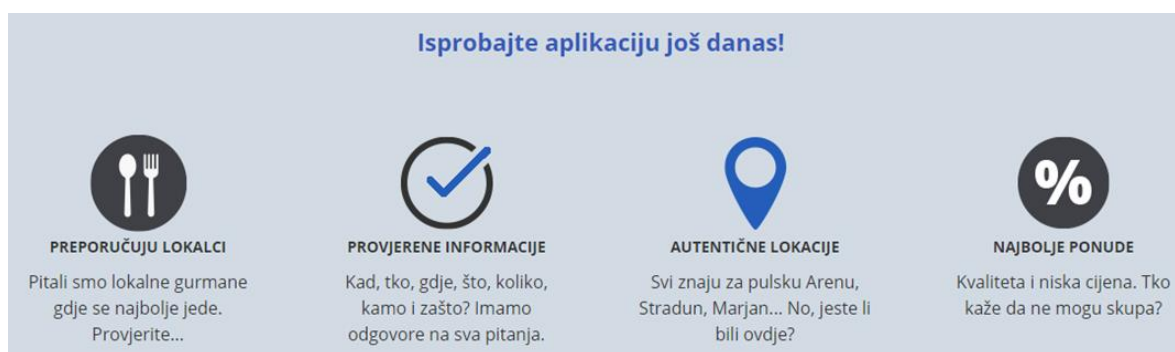 Isprobajte aplikaciju još danas!
%
PREPORUČUJU LOKALCI
Pitali smo lokalne gurmane
gdje se najbolje jede.
Provjerite...
PROVJERENE INFORMACIJE
Kad, tko, gdje, što, koliko,
kamo i zašto? Imamo
odgovore na sva pitanja.
AUTENTIČNE LOKACIJE
Svi znaju za pulsku Arenu,
Stradun, Marjan... No, jeste li
bili ovdje?
NAJBOLJE PONUDE
Kvaliteta i niska cijena. Tko
kaže da ne mogu skupa?